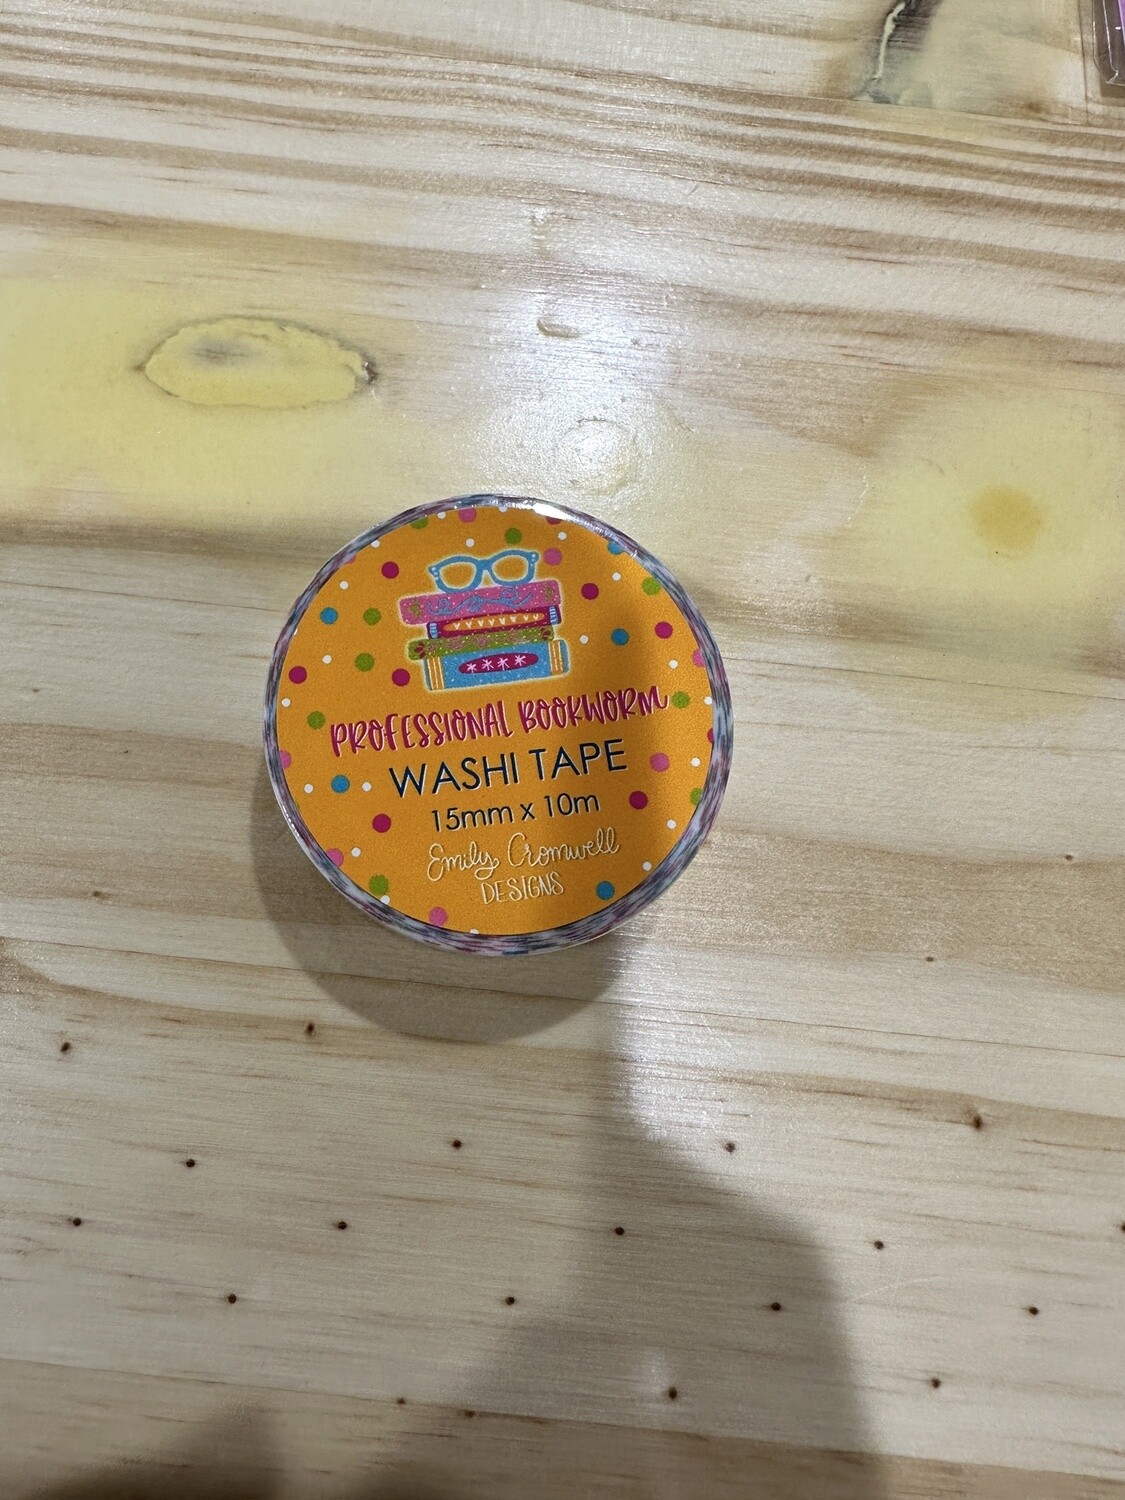 PROFESSIONAL BOOKWORM
WASHI TAPE
15mm x 10m
Emily Cromwell
DESIGNS